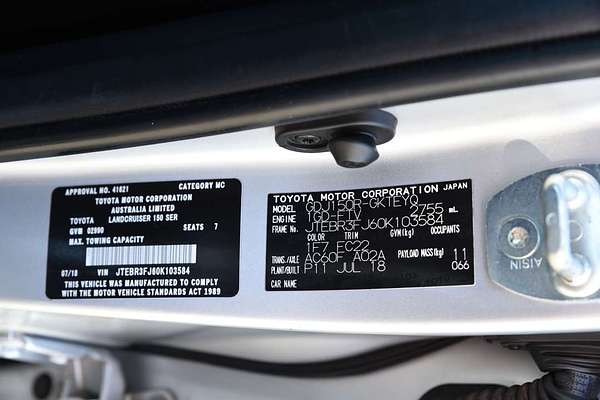 APPROVAL NO. 41621 CATEGORY MC
TOYOTA MOTOR CORPORATION
AUSTRALIA LIMITED
TOYOTA LANDCRUISER 150 SER
GVM 02990 SEATS 7
MAX. TOWING CAPACITY
07/18 VIN JTEBR3FJ60K103584
THIS VEHICLE WAS MANUFACTURED TO COMPLY
WITH THE MOTOR VEHICLE STANDARDS ACT 1989
TOYOTA MOTOR CORPORATION JAPAN
MODEL GDJ150R-GKTEYQ
ENGINE 1GD-FTV 2755 mL
FRAME No. JTEBR3FJ60K103584
COLOR TRIM GVM(kg) OCCUPANTS
1F7 EC22
TRANS./AXLE AC60F A02A PAYLOAD MASS(kg) 11
PLANT/BUILT P11 JUL 18 066
CAR NAME
AISIN